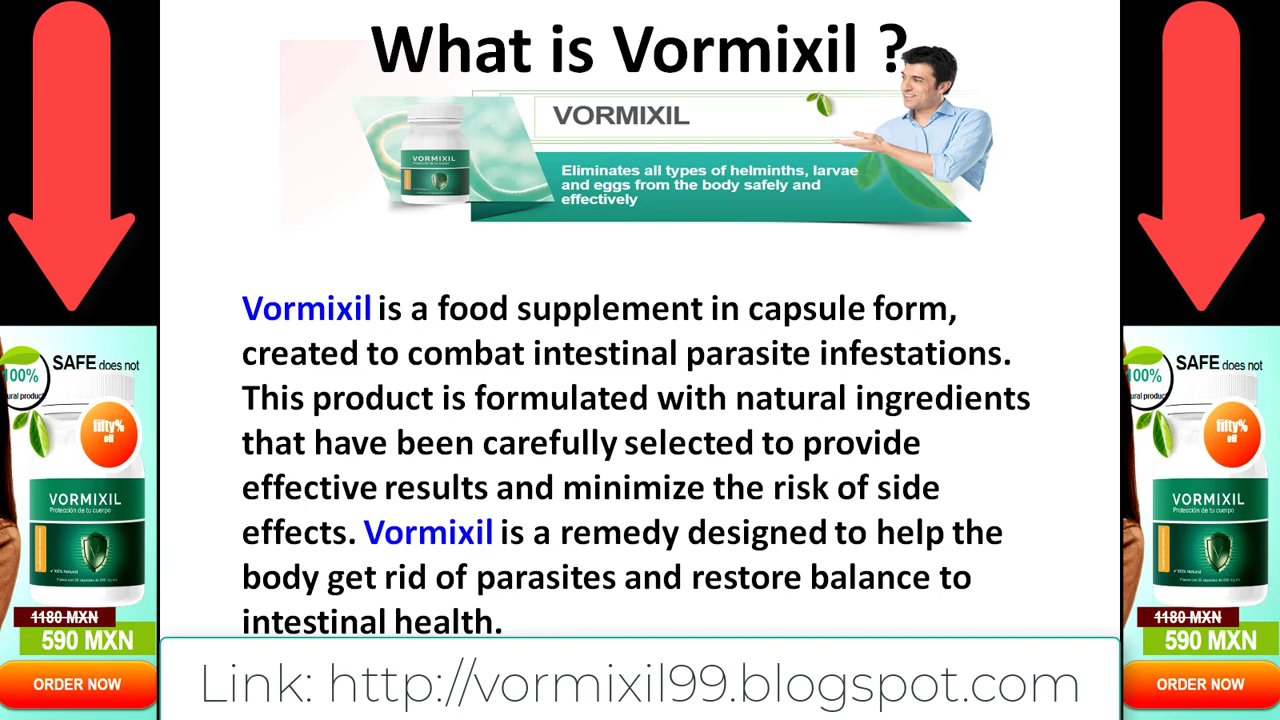 What is Vormixil ?
VORMIXIL
Eliminates all types of helminths, larvae
and eggs from the body safely and
effectively
VORMIXIL
Vormixil is a food supplement in capsule form,
created to combat intestinal parasite infestations.
This product is formulated with natural ingredients
that have been carefully selected to provide
effective results and minimize the risk of side
effects. Vormixil is a remedy designed to help the
body get rid of parasites and restore balance to
intestinal health.
Link: http://vormixil99.blogspot.com
SAFE does not
100%
fifty%
off
VORMIXIL
Protección de tu cuerpo
100% Natural
1180 MXN
590 MXN
ORDER NOW
SAFE does not
100%
fifty%
off
VORMIXIL
Protección de tu cuerpo
100% Natural
1180 MXN
590 MXN
ORDER NOW